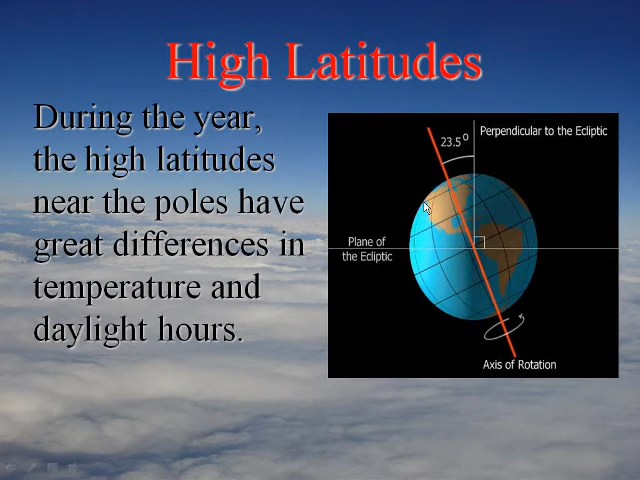 High Latitudes
During the year,
the high latitudes
near the poles have
great differences in
temperature and
daylight hours.
23.5°
Perpendicular to the Ecliptic
Plane of
the Ecliptic
Axis of Rotation